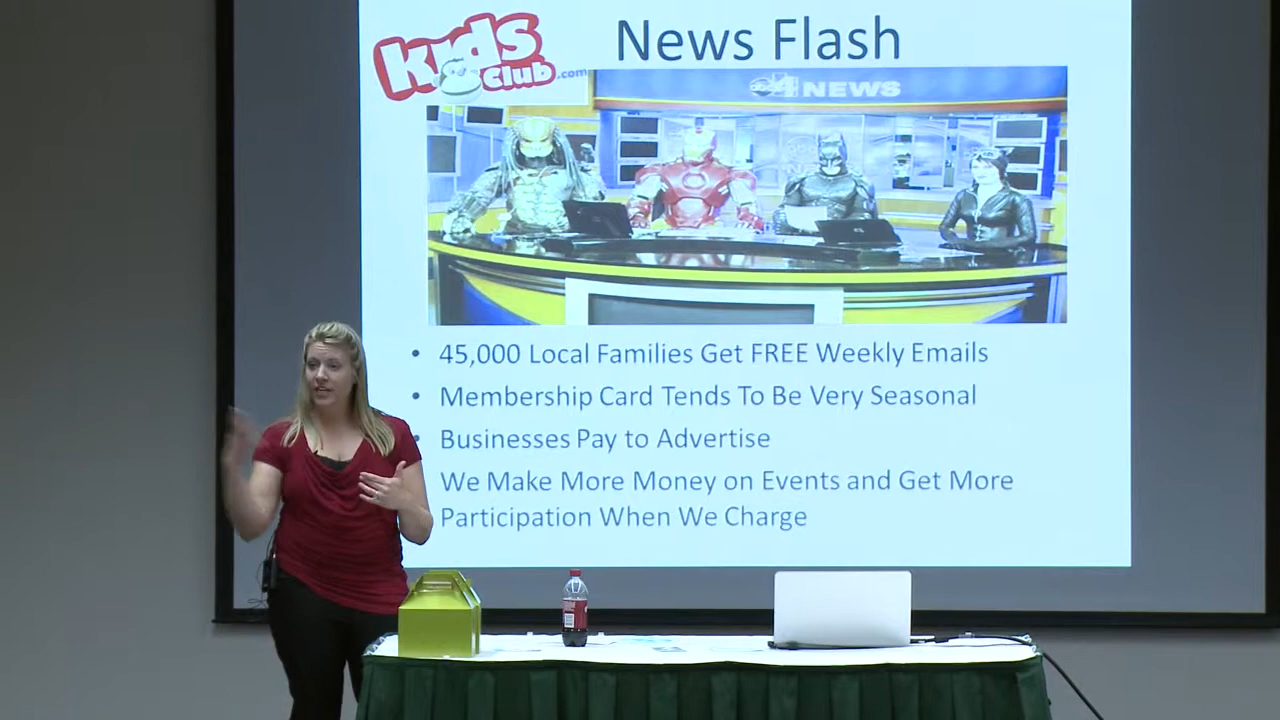 News Flash
kids
Club.com
abc 4 NEWS
• 45,000 Local Families Get FREE Weekly Emails
• Membership Card Tends To Be Very Seasonal
• Businesses Pay to Advertise
We Make More Money on Events and Get More
Participation When We Charge